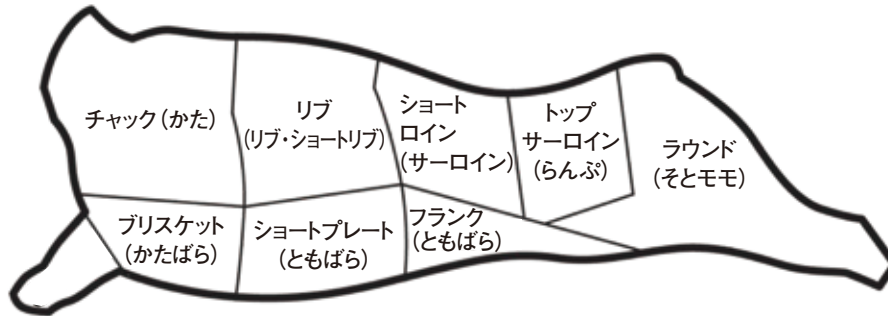 チャック(かた)
リブ
(リブ・ショートリブ)
ショート
ロイン
(サーロイン)
トップ
サーロイン
(らんぷ)
ラウンド
(そとモモ)
ブリスケット
(かたばら)
ショートプレート
(ともばら)
フランク
(ともばら)